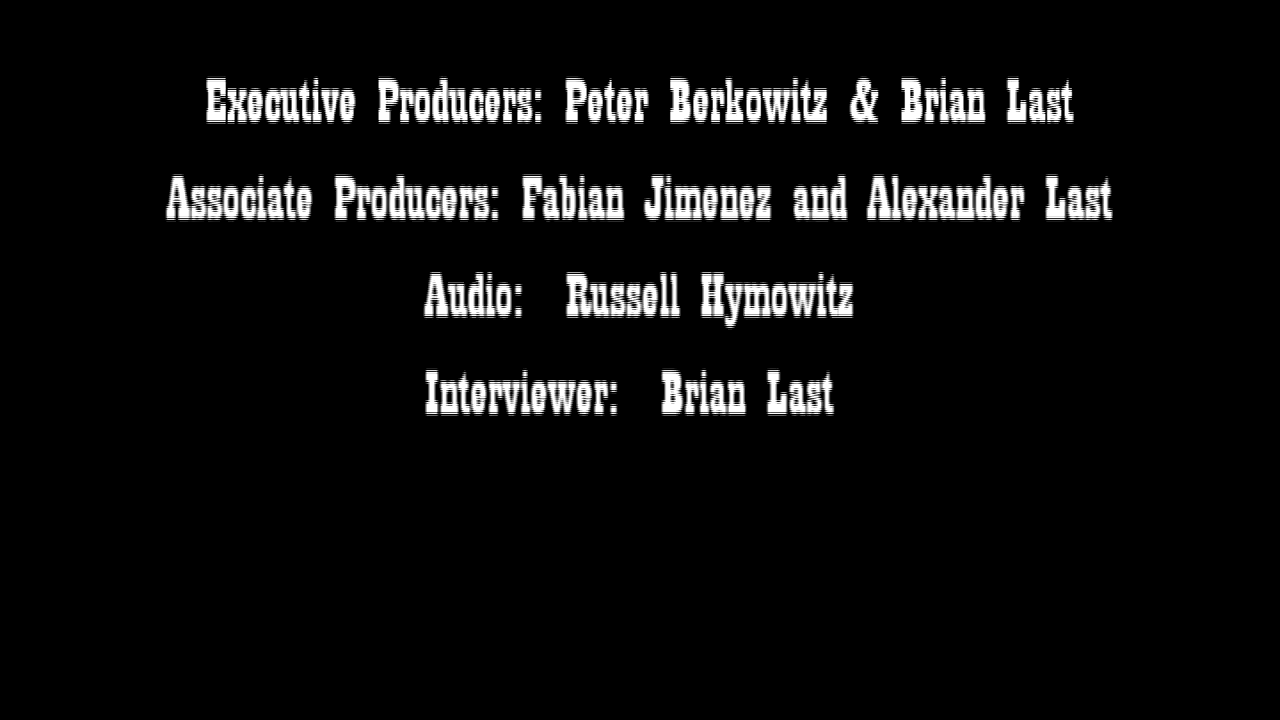 Executive Producers: Peter Berkowitz & Brian Last
Associate Producers: Fabian Jimenez and Alexander Last
Audio: Russell Hymowitz
Interviewer: Brian Last